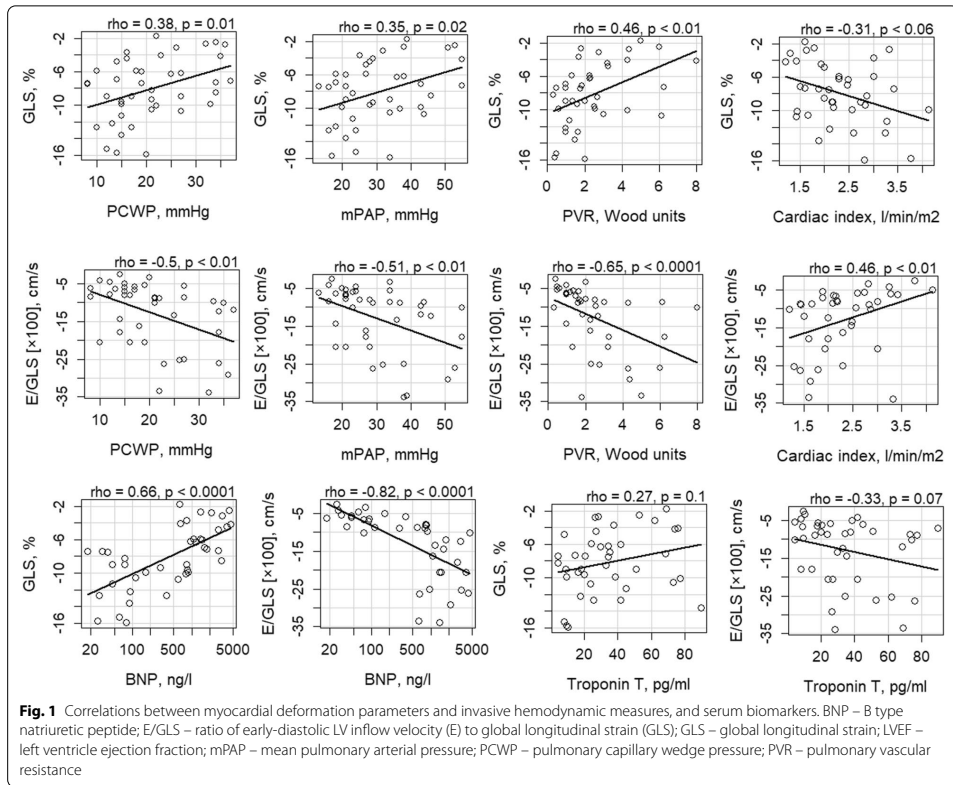 rho = 0.38, p = 0.01
rho = 0.35, p = 0.02
rho = 0.46, p < 0.01
rho = -0.31, p < 0.06
GLS, %
-2
-6
-10
-16
10
20
30
PCWP, mmHg
GLS, %
-2
-6
-10
-16
20
30
40
50
mPAP, mmHg
GLS, %
-2
-6
-10
-16
0
2
4
6
8
PVR, Wood units
GLS, %
-2
-6
-10
-16
1.5
2.5
3.5
Cardiac index, l/min/m2
rho = -0.5, p < 0.01
rho = -0.51, p < 0.01
rho = -0.65, p < 0.0001
rho = 0.46, p < 0.01
E/GLS [×100], cm/s
-5
-15
-25
-35
10
20
30
PCWP, mmHg
E/GLS [×100], cm/s
-5
-15
-25
-35
20
30
40
50
mPAP, mmHg
E/GLS [×100], cm/s
-5
-15
-25
-35
0
2
4
6
8
PVR, Wood units
E/GLS [×100], cm/s
-5
-15
-25
-35
1.5
2.5
3.5
Cardiac index, l/min/m2
rho = 0.66, p < 0.0001
rho = -0.82, p < 0.0001
rho = 0.27, p = 0.1
rho = -0.33, p = 0.07
GLS, %
-2
-6
-10
-16
20
100
500
5000
BNP, ng/l
E/GLS [×100], cm/s
-5
-15
-25
-35
20
100
500
5000
BNP, ng/l
GLS, %
-2
-6
-10
-16
20
40
60
80
Troponin T, pg/ml
E/GLS [×100], cm/s
-5
-15
-25
-35
20
40
60
80
Troponin T, pg/ml
Fig. 1 Correlations between myocardial deformation parameters and invasive hemodynamic measures, and serum biomarkers. BNP – B type
natriuretic peptide; E/GLS – ratio of early-diastolic LV inflow velocity (E) to global longitudinal strain (GLS); GLS – global longitudinal strain; LVEF –
left ventricle ejection fraction; mPAP – mean pulmonary arterial pressure; PCWP – pulmonary capillary wedge pressure; PVR – pulmonary vascular
resistance